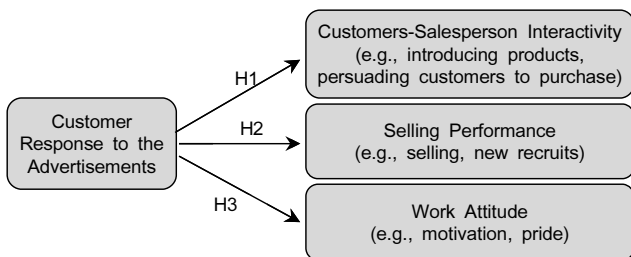 Customers-Salesperson Interactivity
(e.g., introducing products,
persuading customers to purchase)
H1
Customer
Response to the
Advertisements
H2
Selling Performance
(e.g., selling, new recruits)
H3
Work Attitude
(e.g., motivation, pride)